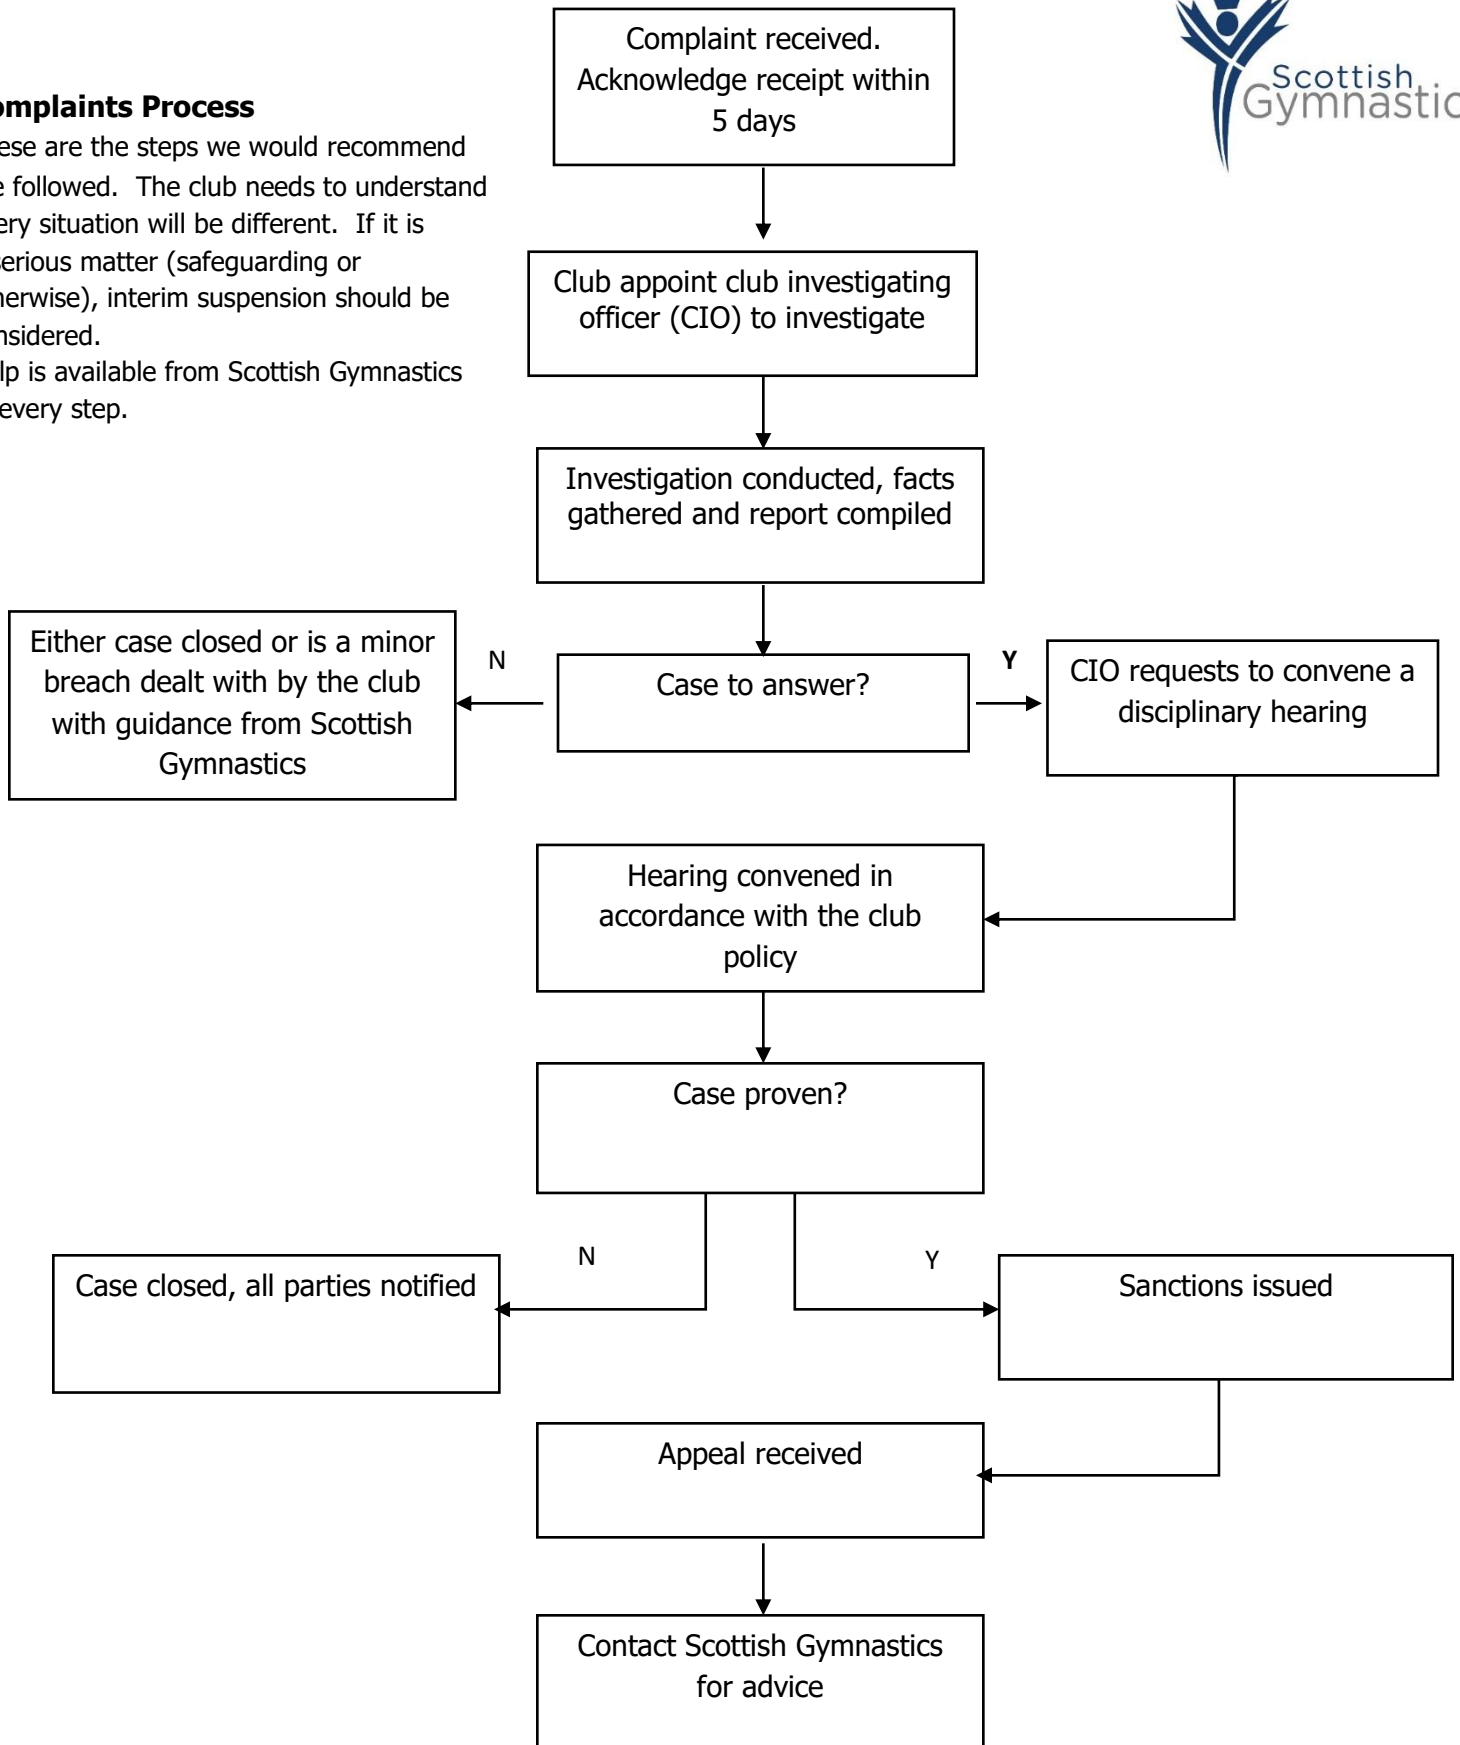 Complaint received.
Acknowledge receipt within
5 days
Scottish
Gymnastic
omplaints Process
ese are the steps we would recommend
e followed. The club needs to understand
ery situation will be different. If it is
serious matter (safeguarding or
herwise), interim suspension should be
nsidered.
lp is available from Scottish Gymnastics
every step.
Club appoint club investigating
officer (CIO) to investigate
Investigation conducted, facts
gathered and report compiled
Either case closed or is a minor
breach dealt with by the club
with guidance from Scottish
Gymnastics
N
Case to answer?
Y
CIO requests to convene a
disciplinary hearing
Hearing convened in
accordance with the club
policy
Case proven?
N
Y
Case closed, all parties notified
Sanctions issued
Appeal received
Contact Scottish Gymnastics
for advice